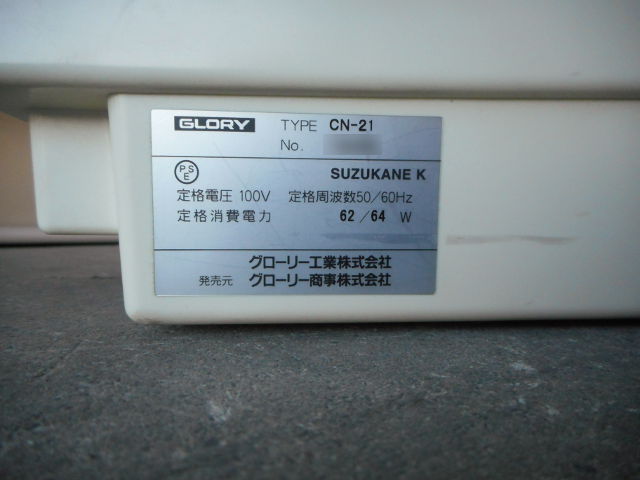 GLORY TYPE CN-21
No.
PSE SUZUKANE K
定格電圧 100V 定格周波数50/60Hz
定格消費電力 62/64 W
グローリー工業株式会社
発売元 グローリー商事株式会社